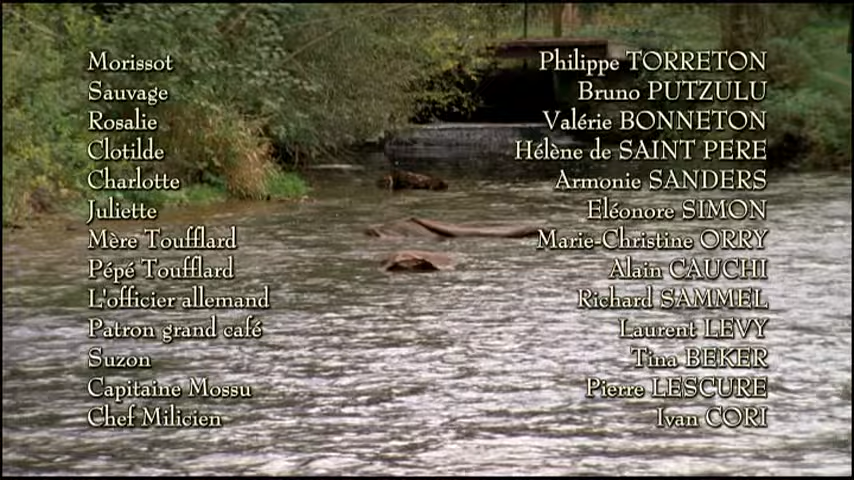 Morissot Philippe TORRETON
Sauvage Bruno PUTZULU
Rosalie Valérie BONNETON
Clotilde Hélène de SAINT PERE
Charlotte Armonie SANDERS
Juliette Eléonore SIMON
Mère Toufflard Marie-Christine ORRY
Pépé Toufflard Alain CAUCHI
L'officier allemand Richard SAMMEL
Patron grand café Laurent LEVY
Suzon Tina BEKER
Capitaine Mossu Pierre LESCURE
Chef Milicien Ivan CORI